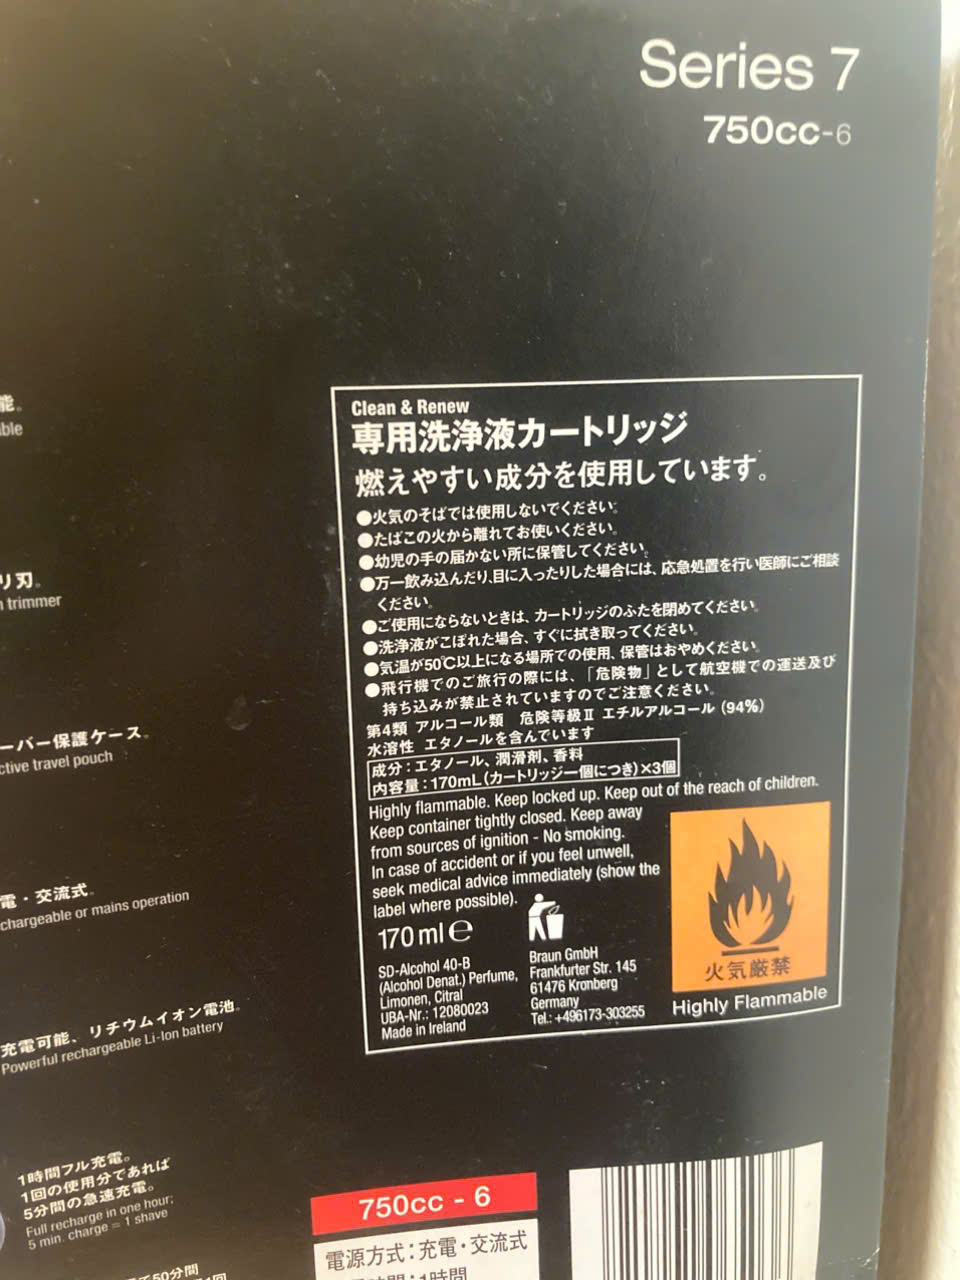 Series 7
750cc-6
能。
ble
リ刃。
trimmer
ーバー保護ケース。
ctive travel pouch
電・交流式。
chargeable or mains operation
充電可能、リチウムイオン電池。
Powerful rechargeable Li-Ion battery
1時間フル充電。
1回の使用分であれば
5分間の急速充電。
Full recharge in one hour;
5 min. charge = 1 shave
Clean & Renew
専用洗浄液カートリッジ
燃えやすい成分を使用しています。
●火気のそばでは使用しないでください。
●たばこの火から離れてお使いください。
●幼児の手の届かない所に保管してください。
●万一飲み込んだり、目に入ったりした場合には、応急処置を行い医師にご相談
ください。
●ご使用にならないときは、カートリッジのふたを閉めてください。
●洗浄液がこぼれた場合、すぐに拭き取ってください。
●気温が50℃以上になる場所での使用、保管はおやめください。
●飛行機でのご旅行の際には、「危険物」として航空機での運送及び
持ち込みが禁止されていますのでご注意ください。
第4類 アルコール類 危険等級Ⅱ エチルアルコール(94%)
水溶性 エタノールを含んでいます
成分：エタノール、潤滑剤、香料
内容量：170mL(カートリッジ一個につき)×3個
Highly flammable. Keep locked up. Keep out of the reach of children.
Keep container tightly closed. Keep away
from sources of ignition - No smoking.
In case of accident or if you feel unwell,
seek medical advice immediately (show the
label where possible).
170 ml ℮
SD-Alcohol 40-B
(Alcohol Denat.) Perfume,
Limonen, Citral
UBA-Nr.: 12080023
Made in Ireland
Braun GmbH
Frankfurter Str. 145
61476 Kronberg
Germany
Tel.: +496173-303255
火気厳禁
Highly Flammable
750cc - 6
電源方式：充電・交流式
：1時間
50分間